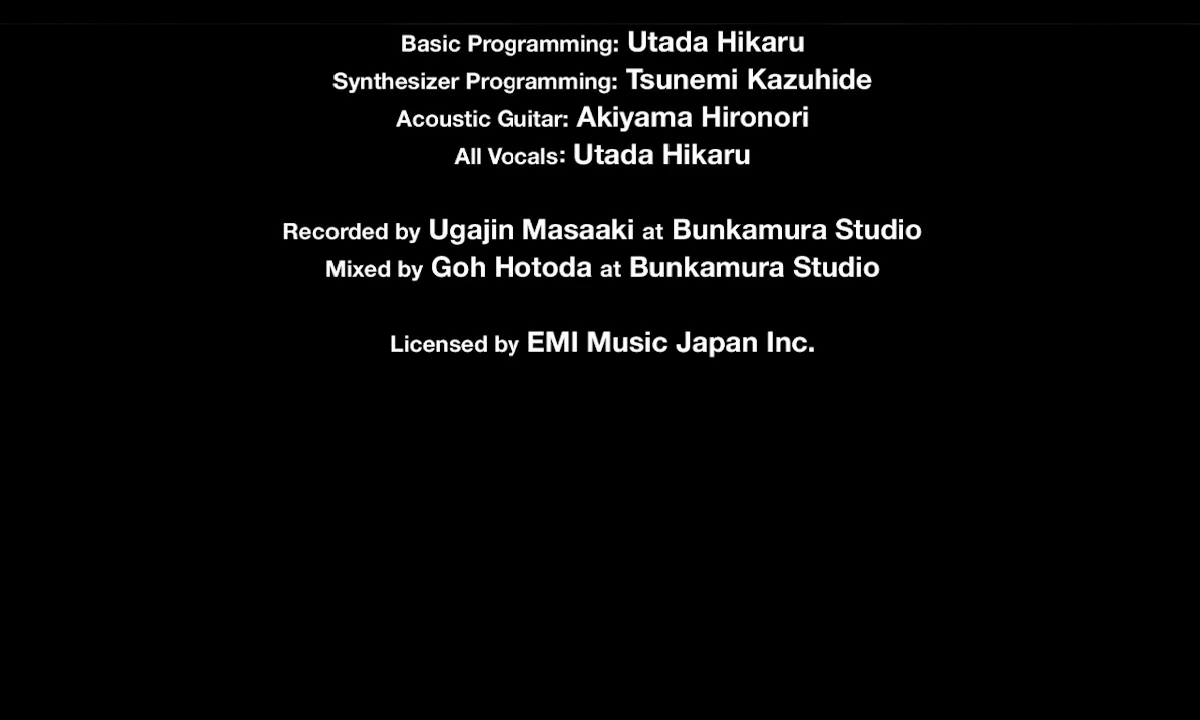 Basic Programming: Utada Hikaru
Synthesizer Programming: Tsunemi Kazuhide
Acoustic Guitar: Akiyama Hironori
All Vocals: Utada Hikaru
Recorded by Ugajin Masaaki at Bunkamura Studio
Mixed by Goh Hotoda at Bunkamura Studio
Licensed by EMI Music Japan Inc.